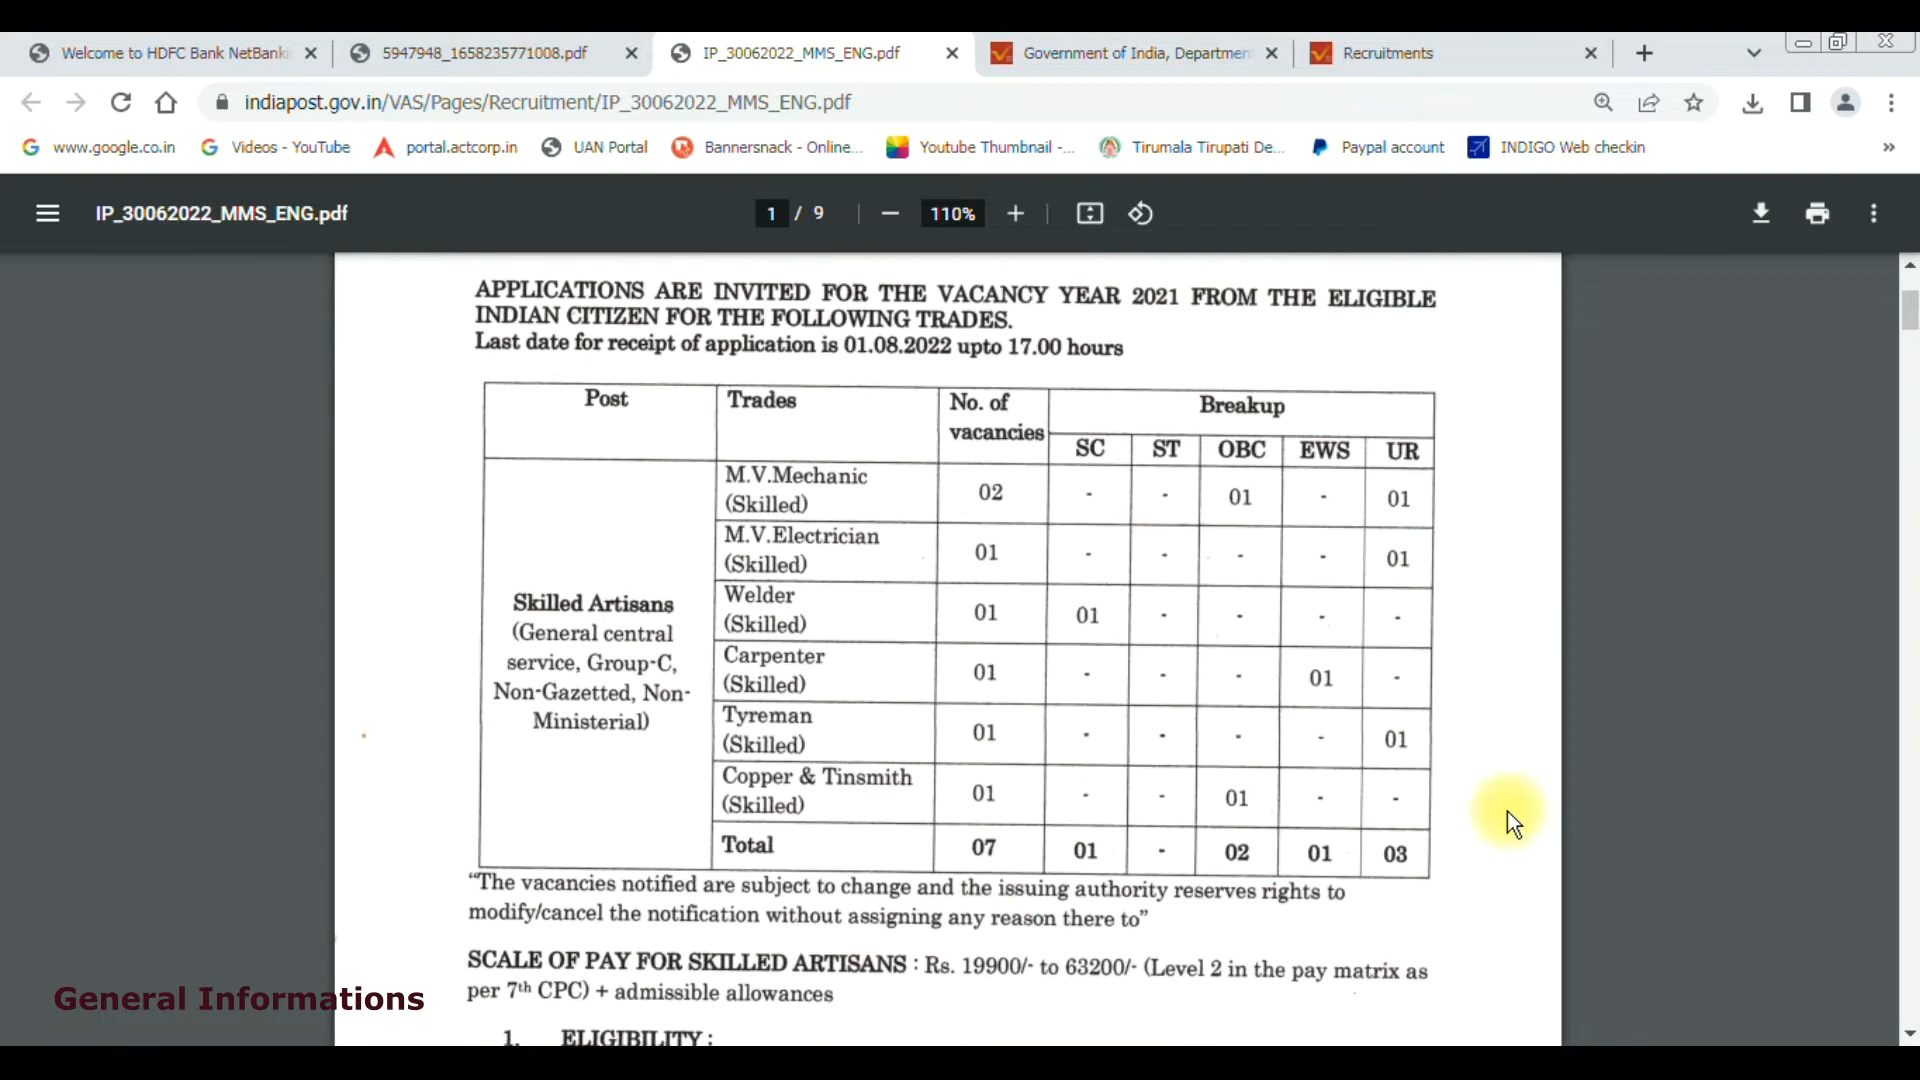 Welcome to HDFC Bank NetBanki
5947948_1658235771008.pdf
IP_30062022_MMS_ENG.pdf
Government of India, Departmen
Recruitments
indiapost.gov.in/VAS/Pages/Recruitment/IP_30062022_MMS_ENG.pdf
www.google.co.in
Videos - YouTube
portal.actcorp.in
UAN Portal
Bannersnack - Online...
Youtube Thumbnail -...
Tirumala Tirupati De...
Paypal account
INDIGO Web checkin
IP_30062022_MMS_ENG.pdf
1 / 9
110%
APPLICATIONS ARE INVITED FOR THE VACANCY YEAR 2021 FROM THE ELIGIBLE
INDIAN CITIZEN FOR THE FOLLOWING TRADES.
Last date for receipt of application is 01.08.2022 upto 17.00 hours
Post Trades No. of vacancies Breakup
SC ST OBC EWS UR
M.V.Mechanic
(Skilled) 02 - - 01 - 01
M.V.Electrician
(Skilled) 01 - - - - 01
Welder
(Skilled) 01 01 - - - -
Carpenter
(Skilled) 01 - - - 01 -
Tyreman
(Skilled) 01 - - - - 01
Copper & Tinsmith
(Skilled) 01 - - 01 - -
Total 07 01 - 02 01 03
Skilled Artisans
(General central
service, Group-C,
Non-Gazetted, Non-
Ministerial)
“The vacancies notified are subject to change and the issuing authority reserves rights to
modify/cancel the notification without assigning any reason there to”
SCALE OF PAY FOR SKILLED ARTISANS : Rs. 19900/- to 63200/- (Level 2 in the pay matrix as
per 7th CPC) + admissible allowances
1. ELIGIBILITY :
General Informations